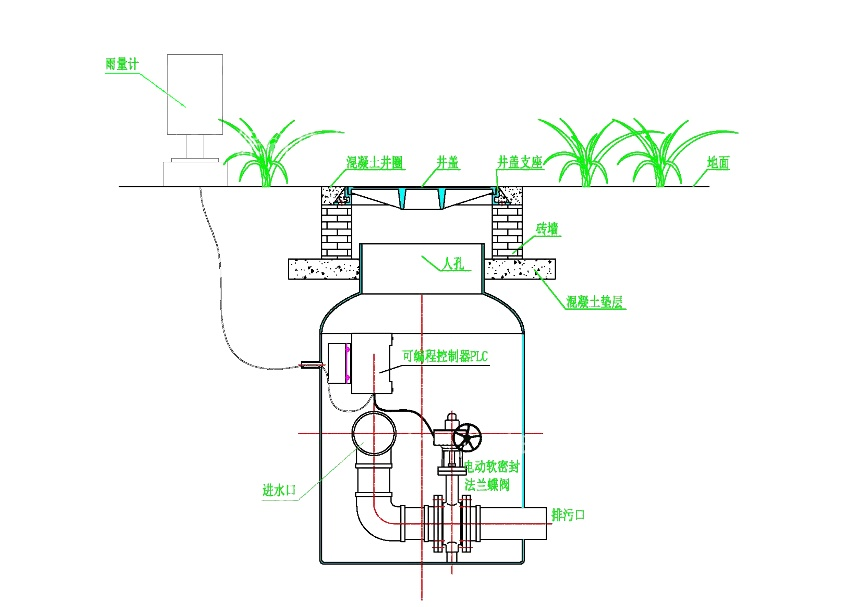 雨量计
混凝土井圈
井盖
井盖支座
地面
砖墙
人孔
混凝土垫层
可编程控制器PLC
电动软密封
法兰蝶阀
进水口
排污口